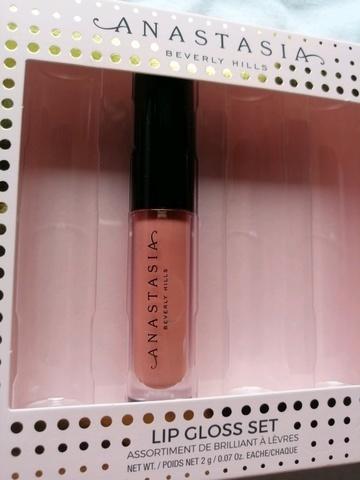 ANASTASIA
BEVERLY HILLS
ANASTASIA
BEVERLY HILLS
LIP GLOSS SET
ASSORTIMENT DE BRILLANT À LÈVRES
NET WT. / POIDS NET 2 g / 0.07 Oz. EACHE/CHAQUE